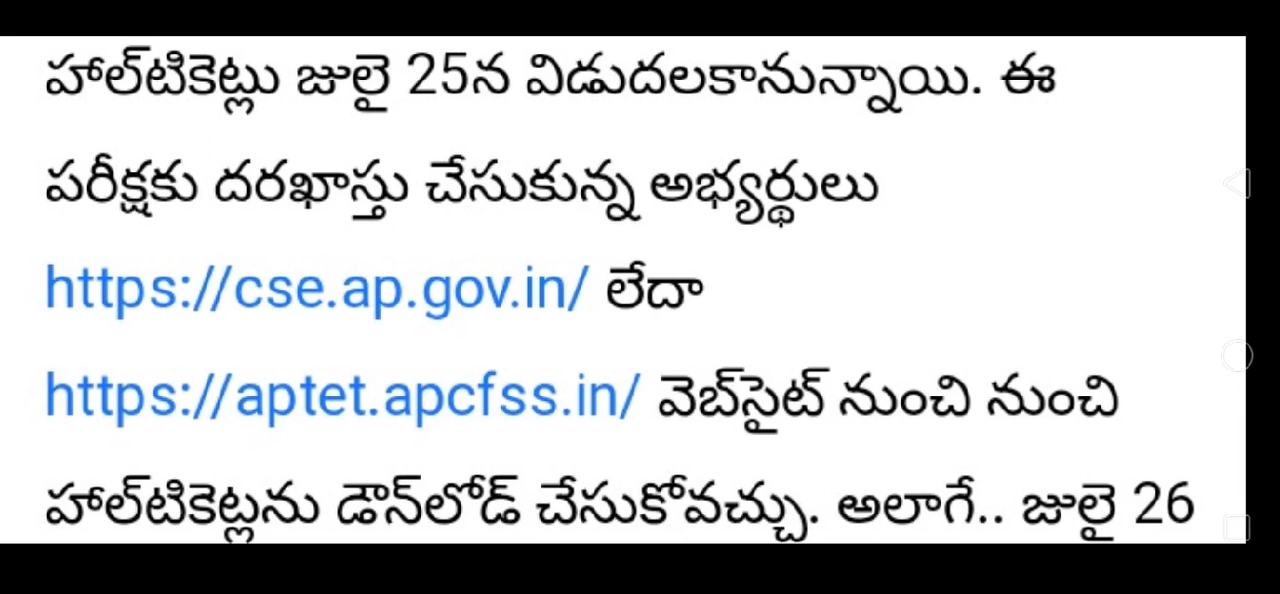 హాల్‌టికెట్లు జులై 25న విడుదలకానున్నాయి. ఈ
పరీక్షకు దరఖాస్తు చేసుకున్న అభ్యర్థులు
https://cse.ap.gov.in/ లేదా
https://aptet.apcfss.in/ వెబ్‌సైట్‌ నుంచి నుంచి
హాల్‌టికెట్లను డౌన్‌లోడ్‌ చేసుకోవచ్చు. అలాగే.. జులై 26